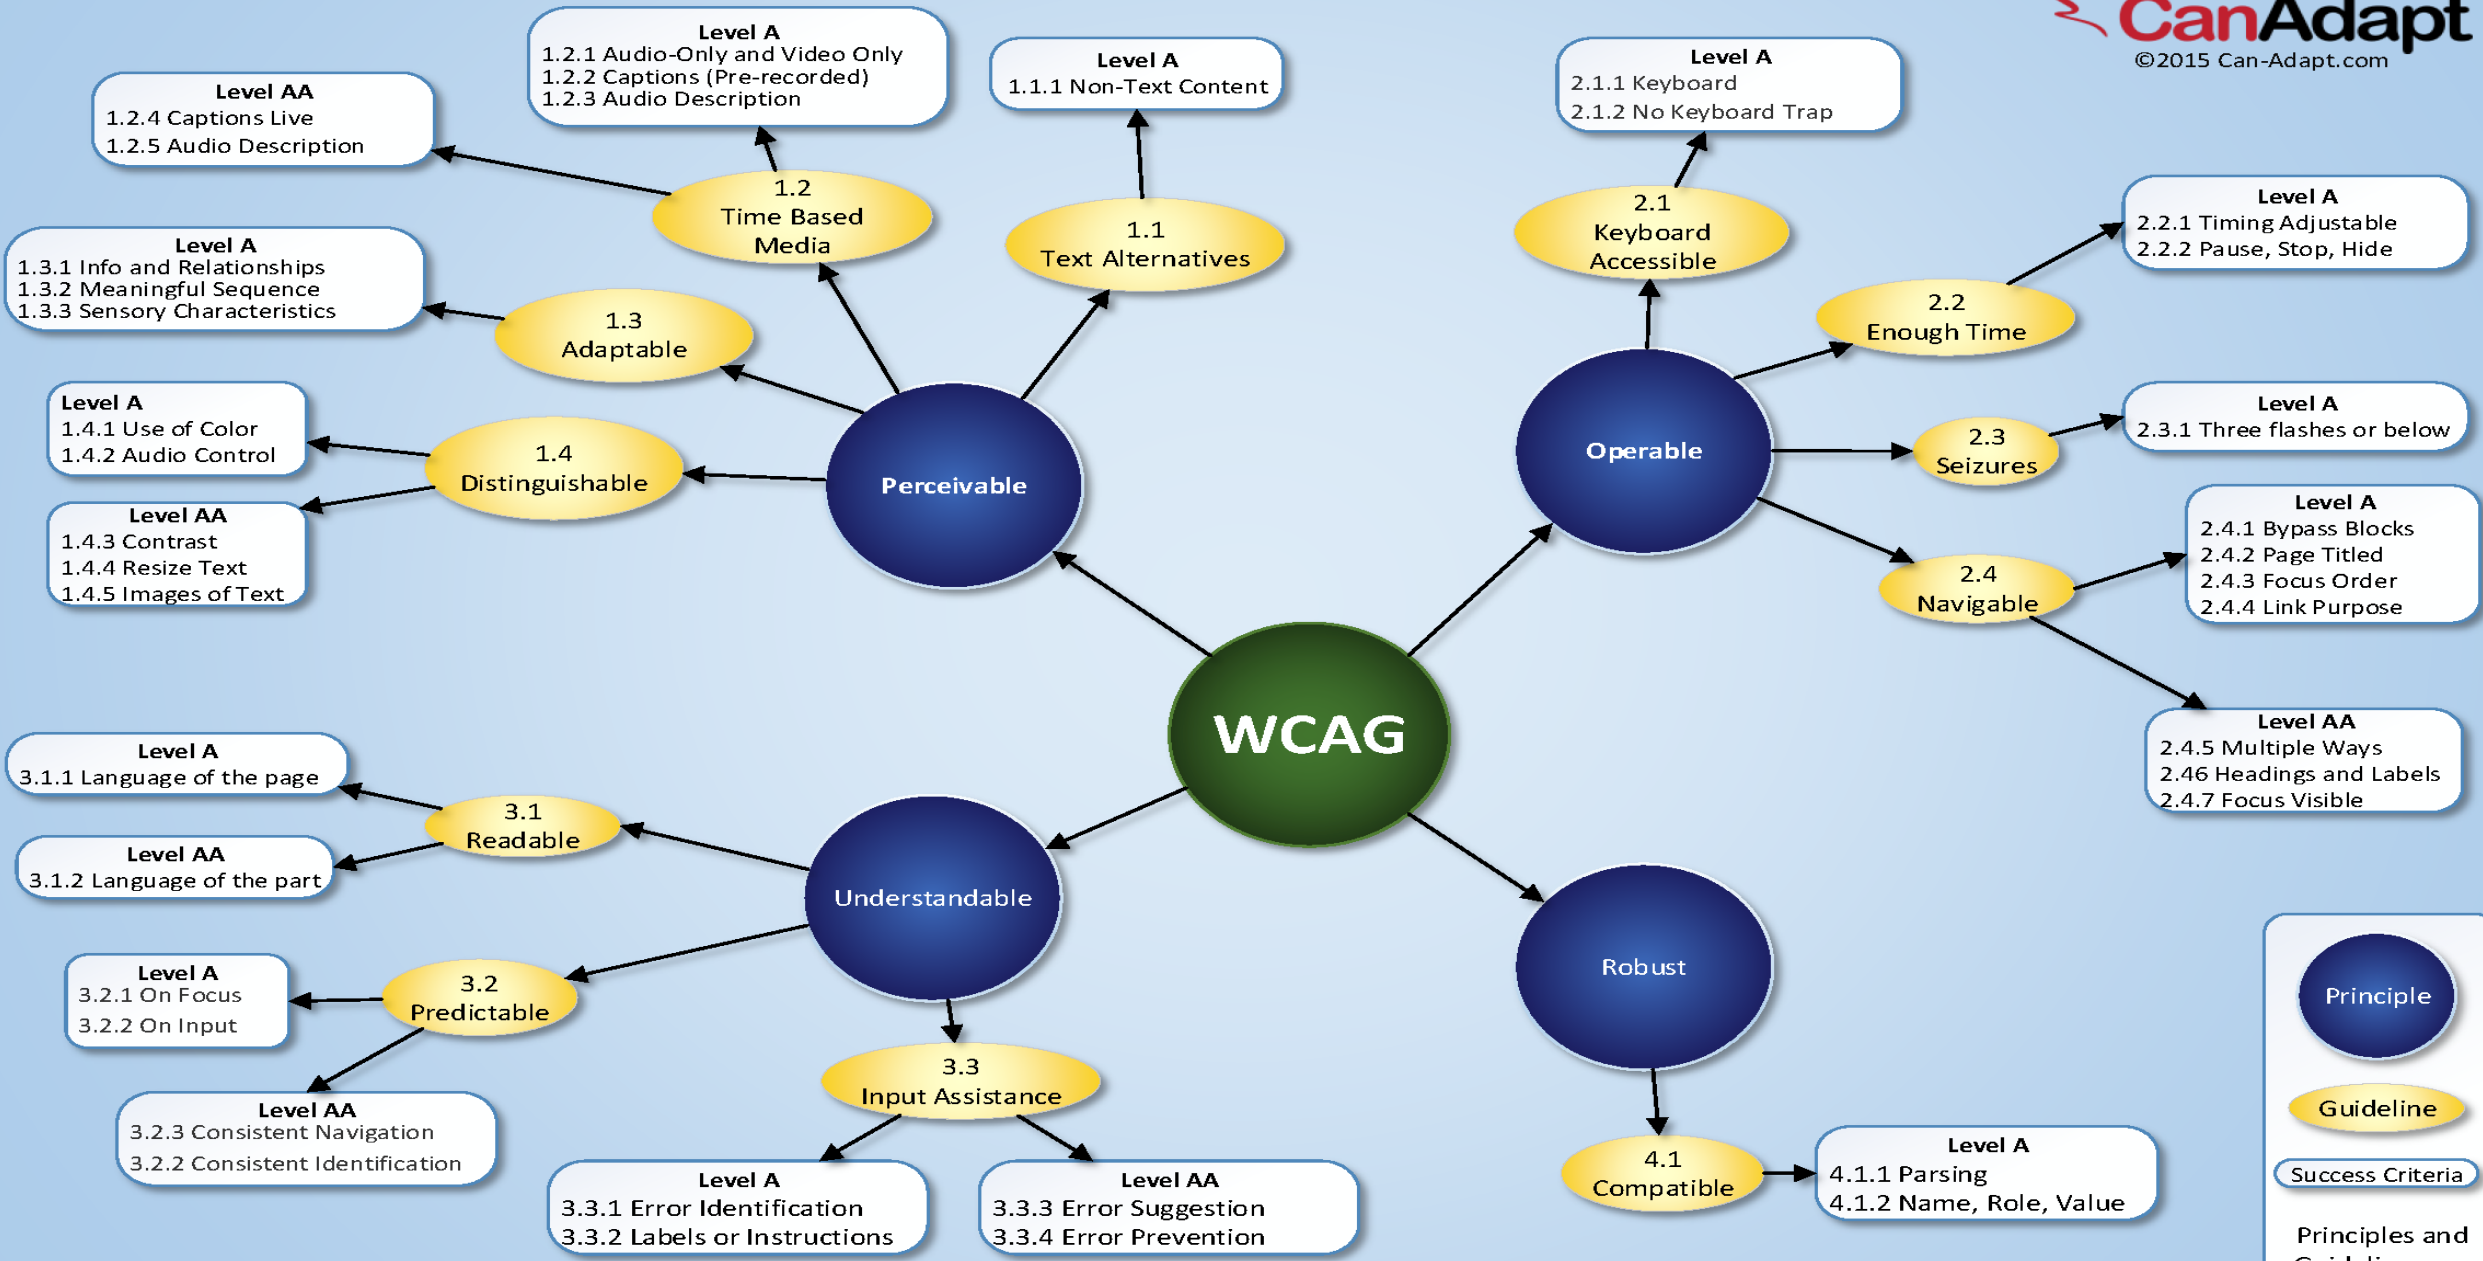 CanAdapt
©2015 Can-Adapt.com
Level A
1.2.1 Audio-Only and Video Only
1.2.2 Captions (Pre-recorded)
1.2.3 Audio Description
Level A
1.1.1 Non-Text Content
Level A
2.1.1 Keyboard
2.1.2 No Keyboard Trap
Level AA
1.2.4 Captions Live
1.2.5 Audio Description
1.2
Time Based
Media
1.1
Text Alternatives
2.1
Keyboard
Accessible
Level A
2.2.1 Timing Adjustable
2.2.2 Pause, Stop, Hide
Level A
1.3.1 Info and Relationships
1.3.2 Meaningful Sequence
1.3.3 Sensory Characteristics
1.3
Adaptable
2.2
Enough Time
Level A
1.4.1 Use of Color
1.4.2 Audio Control
1.4
Distinguishable
Perceivable
Operable
2.3
Seizures
Level A
2.3.1 Three flashes or below
Level AA
1.4.3 Contrast
1.4.4 Resize Text
1.4.5 Images of Text
2.4
Navigable
Level A
2.4.1 Bypass Blocks
2.4.2 Page Titled
2.4.3 Focus Order
2.4.4 Link Purpose
WCAG
Level AA
2.4.5 Multiple Ways
2.46 Headings and Labels
2.4.7 Focus Visible
Level A
3.1.1 Language of the page
3.1
Readable
Level AA
3.1.2 Language of the part
Understandable
Robust
Level A
3.2.1 On Focus
3.2.2 On Input
3.2
Predictable
Level AA
3.2.3 Consistent Navigation
3.2.2 Consistent Identification
3.3
Input Assistance
Level A
3.3.1 Error Identification
3.3.2 Labels or Instructions
Level AA
3.3.3 Error Suggestion
3.3.4 Error Prevention
4.1
Compatible
Level A
4.1.1 Parsing
4.1.2 Name, Role, Value
Principle
Guideline
Success Criteria
Principles and